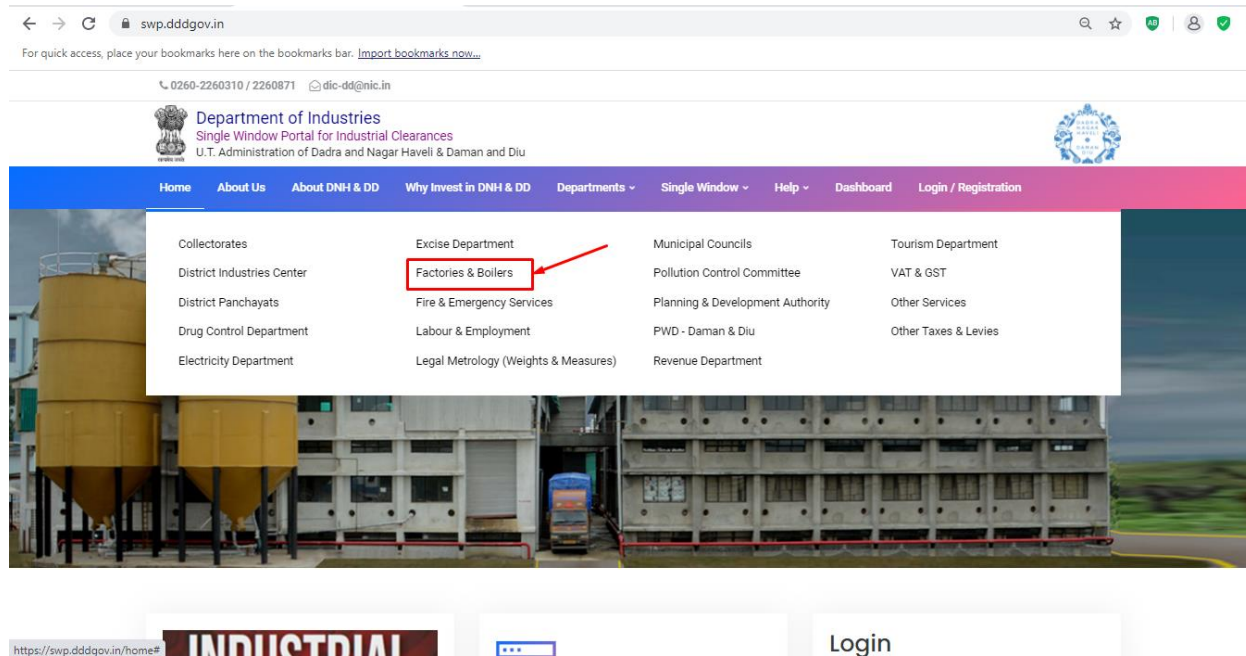 swp.dddgov.in
For quick access, place your bookmarks here on the bookmarks bar. Import bookmarks now...
0260-2260310 / 2260871 dic-dd@nic.in
Department of Industries
Single Window Portal for Industrial Clearances
U.T. Administration of Dadra and Nagar Haveli & Daman and Diu
Home About Us About DNH & DD Why Invest in DNH & DD Departments Single Window Help Dashboard Login / Registration
Collectorates Excise Department Municipal Councils Tourism Department
District Industries Center Factories & Boilers Pollution Control Committee VAT & GST
District Panchayats Fire & Emergency Services Planning & Development Authority Other Services
Drug Control Department Labour & Employment PWD - Daman & Diu Other Taxes & Levies
Electricity Department Legal Metrology (Weights & Measures) Revenue Department
INDUSTRIAL Login
https://swp.dddgov.in/home#